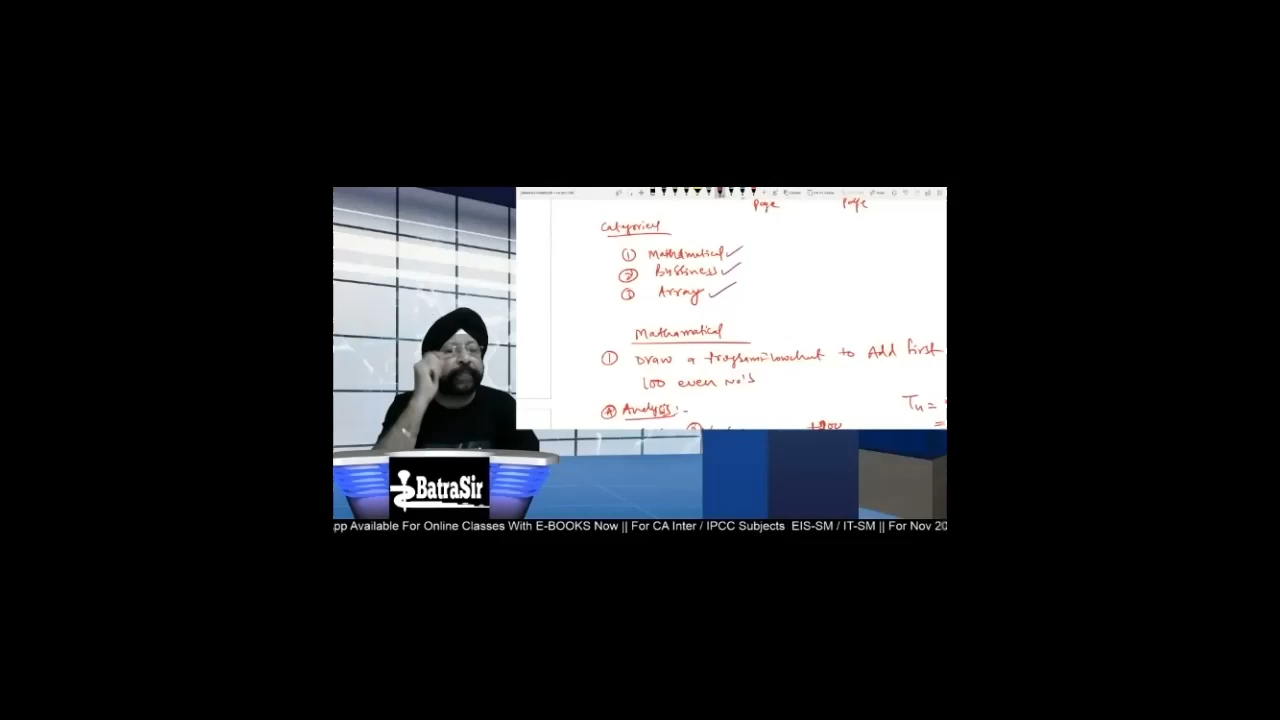 Page Page
Categories
① Mathematical ✓
② Bussiness ✓
③ Array ✓
Mathematical
① Draw a program flowchart to Add first
100 even No's
Ⓐ Analysis:-
Tn =
=
BatraSir
pp Available For Online Classes With E-BOOKS Now || For CA Inter / IPCC Subjects EIS-SM / IT-SM || For Nov 20